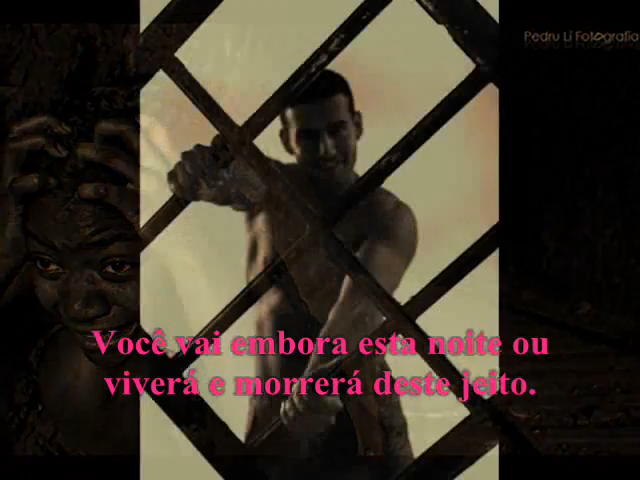 Pedru Li Fotografia
Você vai embora esta noite ou
viverá e morrerá deste jeito.